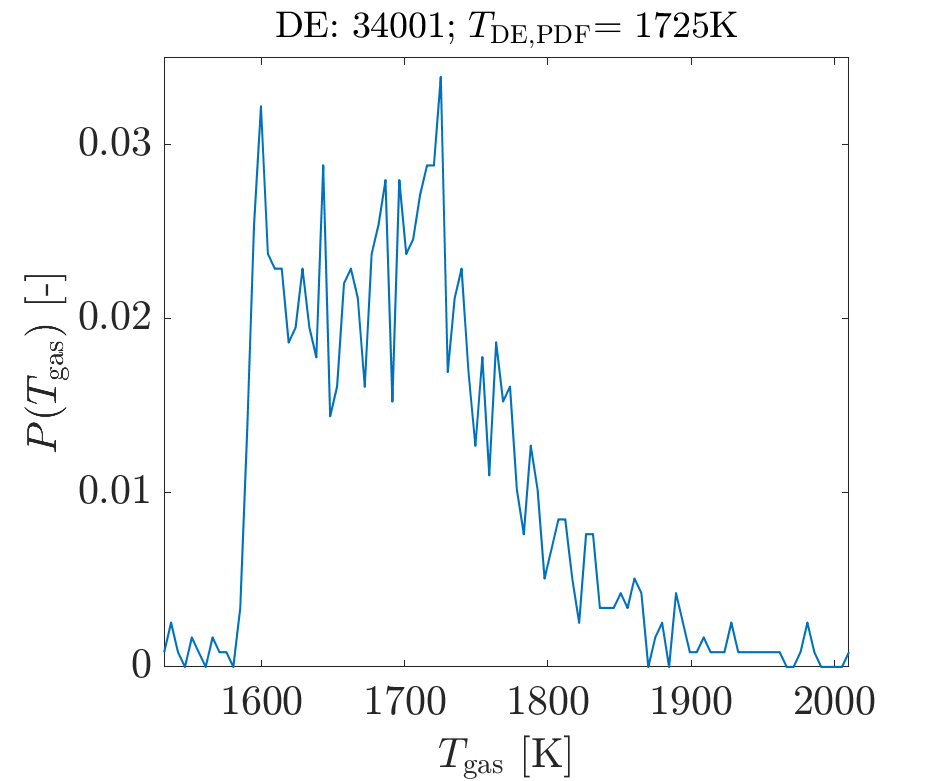 DE: 34001; T_DE,PDF= 1725K
0.03
0.02
0.01
0
P(T_gas) [-]
1600 1700 1800 1900 2000
T_gas [K]